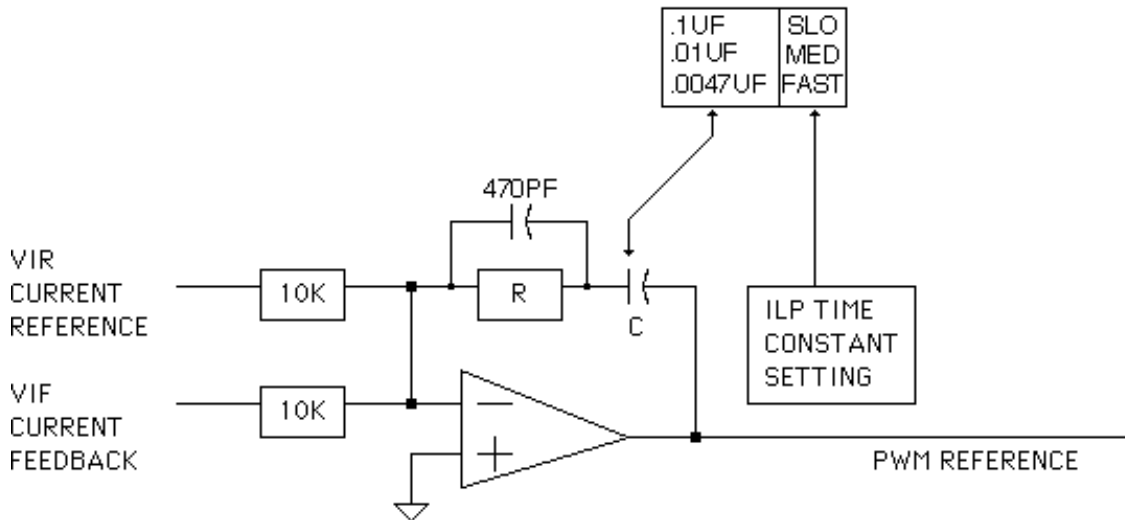 .1UF SLO
.01UF MED
.0047UF FAST
470PF
VIR
CURRENT
REFERENCE
10K
R
C
ILP TIME
CONSTANT
SETTING
VIF
CURRENT
FEEDBACK
10K
PWM REFERENCE